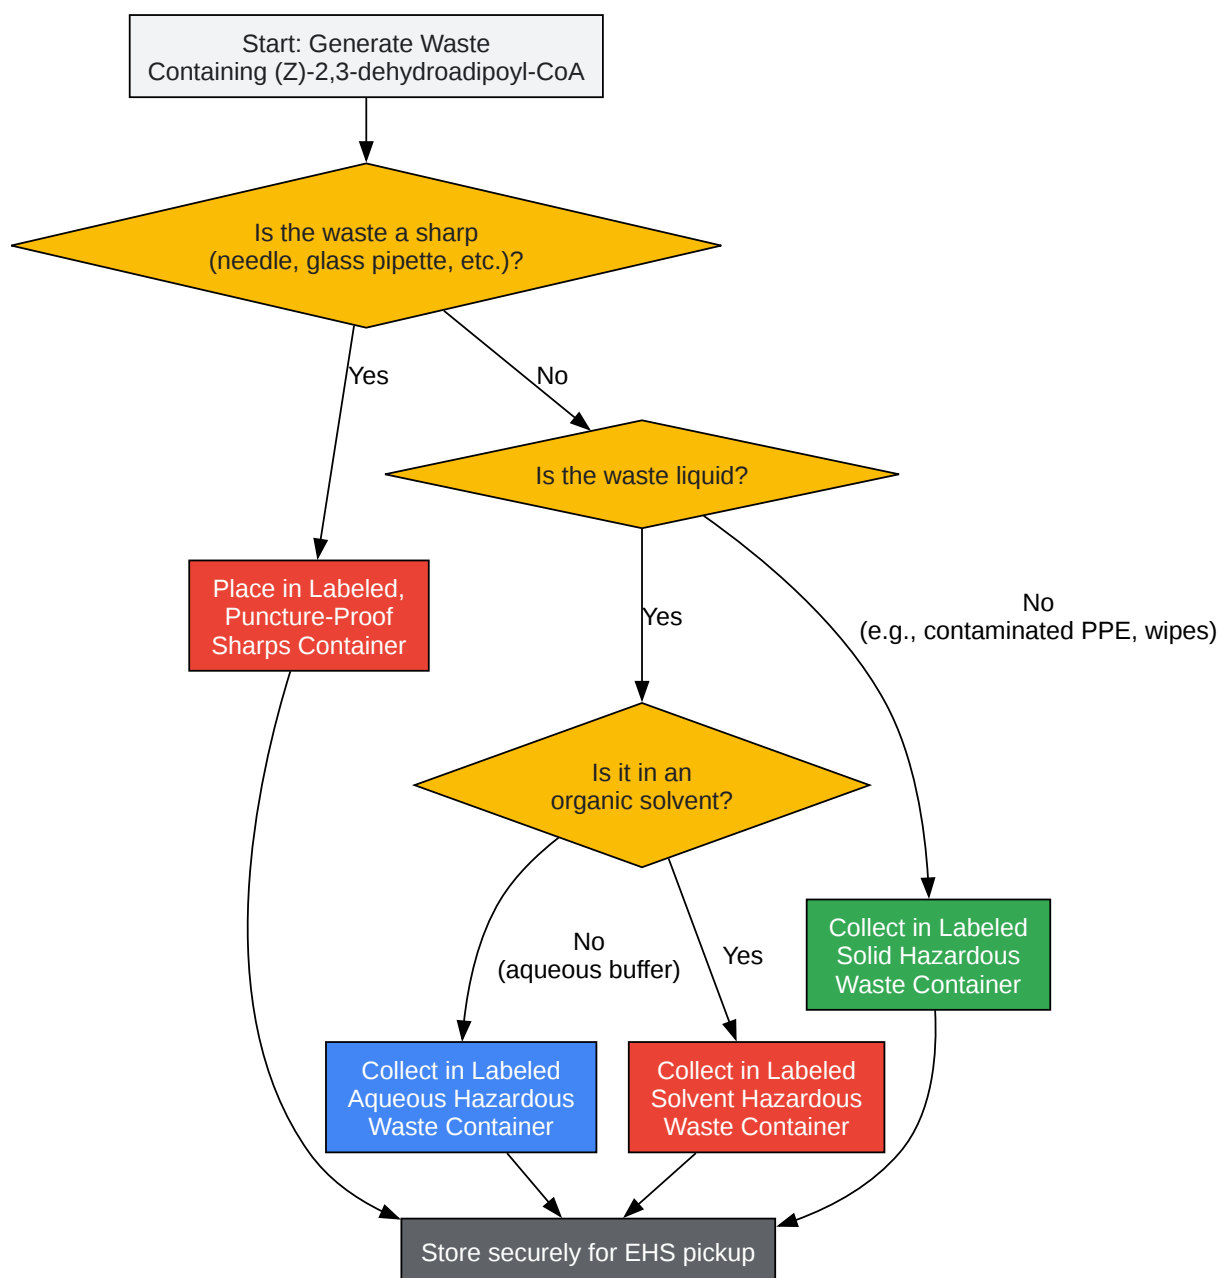 Start: Generate Waste
Containing (Z)-2,3-dehydroadipoyl-CoA
Is the waste a sharp
(needle, glass pipette, etc.)?
Yes
No
Is the waste liquid?
Place in Labeled,
Puncture-Proof
Sharps Container
Yes
No
(e.g., contaminated PPE, wipes)
Is it in an
organic solvent?
No
(aqueous buffer)
Yes
Collect in Labeled
Solid Hazardous
Waste Container
Collect in Labeled
Aqueous Hazardous
Waste Container
Collect in Labeled
Solvent Hazardous
Waste Container
Store securely for EHS pickup